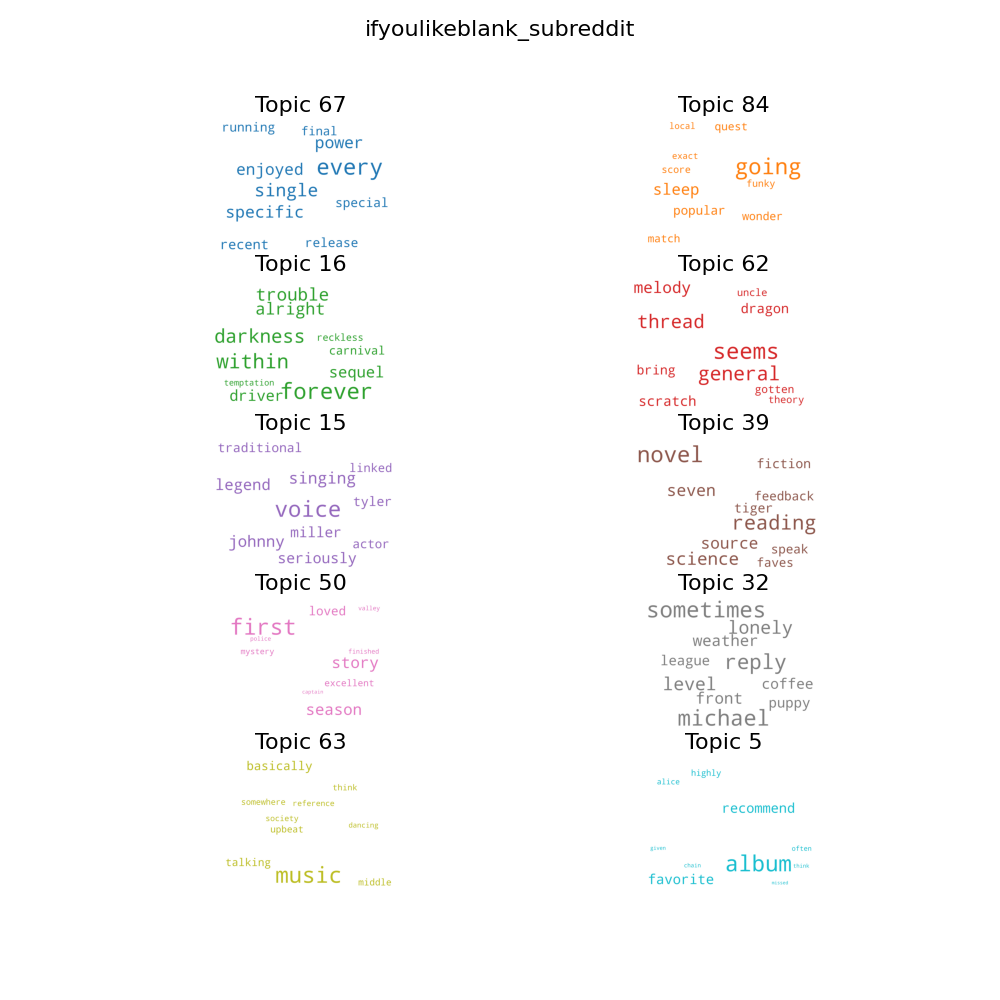 ifyoulikeblank_subreddit
Topic 67
running
final
power
enjoyed
every
single
special
specific
recent
release
Topic 84
local
quest
exact
going
score
funky
sleep
popular
wonder
match
Topic 16
trouble
alright
darkness
reckless
carnival
within
sequel
temptation
driver
forever
Topic 62
melody
uncle
dragon
thread
seems
bring
general
gotten
scratch
theory
Topic 15
traditional
linked
singing
legend
tyler
voice
miller
johnny
actor
seriously
Topic 39
novel
fiction
seven
feedback
tiger
reading
source
speak
science
faves
Topic 50
loved
valley
first
police
mystery
finished
story
excellent
captain
season
Topic 32
sometimes
lonely
weather
league
reply
level
coffee
front
puppy
michael
Topic 63
basically
think
somewhere
reference
society
upbeat
dancing
talking
music
middle
Topic 5
highly
alice
recommend
given
often
album
chain
think
favorite